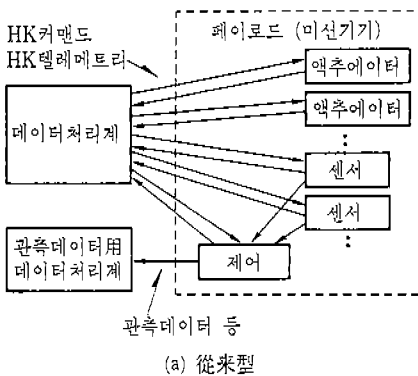 HK커맨드
HK텔레메트리
페이로드 (미션기기)
액추에이터
액추에이터
데이터처리계
센서
센서
관측데이터用
데이터처리계
제어
관측데이터 등
(a) 從來型